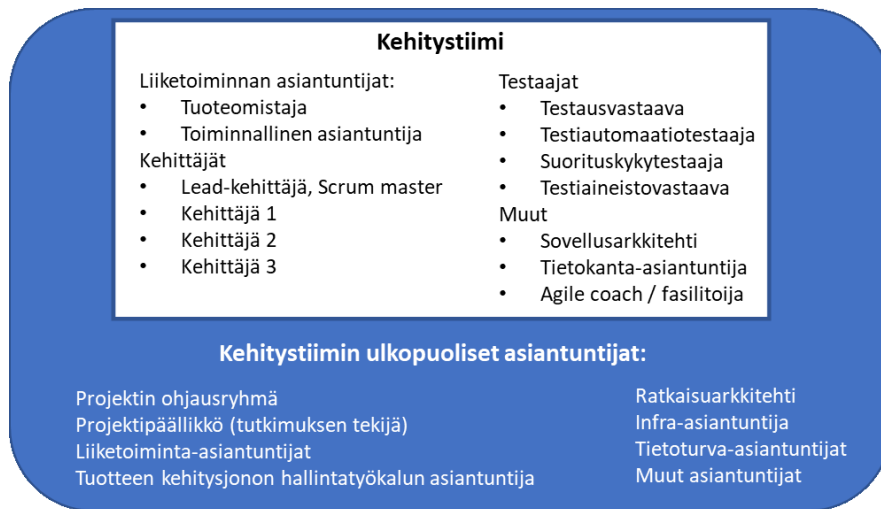 Kehitystiimi
Liiketoiminnan asiantuntijat:
• Tuoteomistaja
• Toiminnallinen asiantuntija
Kehittäjät
• Lead-kehittäjä, Scrum master
• Kehittäjä 1
• Kehittäjä 2
• Kehittäjä 3
Testaajat
• Testausvastaava
• Testiautomaatiotestaaja
• Suorituskykytestaaja
• Testiaineistovastaava
Muut
• Sovellusarkkitehti
• Tietokanta-asiantuntija
• Agile coach / fasilitoija
Kehitystiimin ulkopuoliset asiantuntijat:
Projektin ohjausryhmä
Projektipäällikkö (tutkimuksen tekijä)
Liiketoiminta-asiantuntijat
Tuotteen kehitysjonon hallintatyökalun asiantuntija
Ratkaisuarkkitehti
Infra-asiantuntija
Tietoturva-asiantuntijat
Muut asiantuntijat